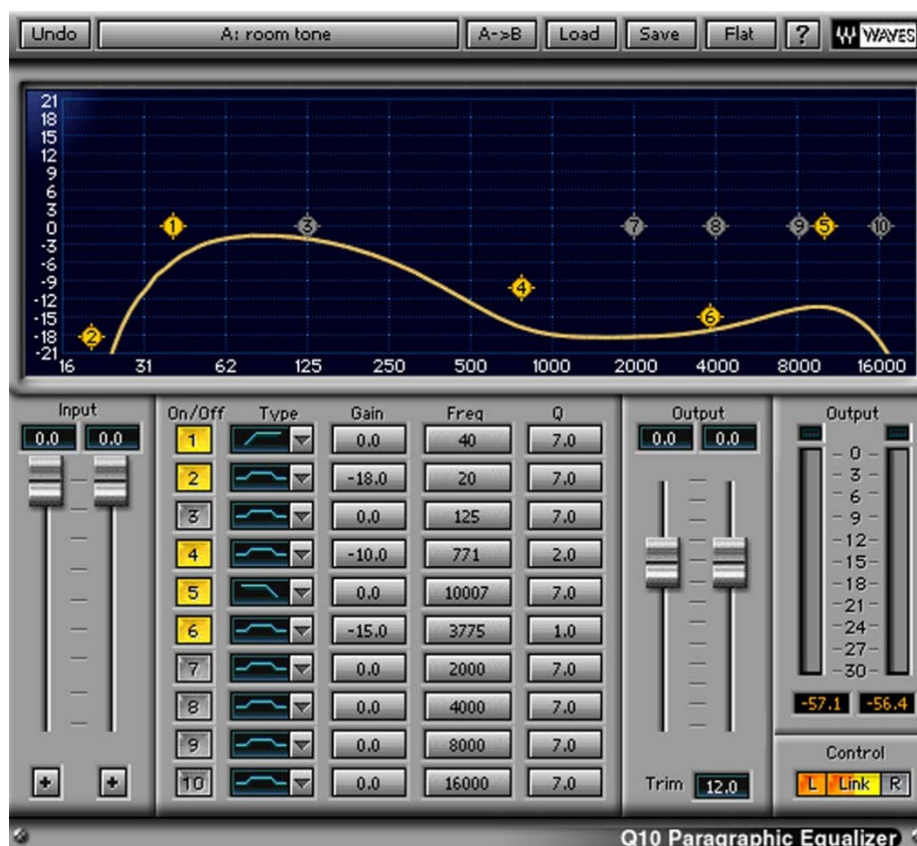 Undo A: room tone A->B Load Save Flat ? WAVES
21
18
15
12
9
6
3
0
-3
-6
-9
-12
-15
-18
-21
1 3 7 8 9 5 10
4
6
2
16 31 62 125 250 500 1000 2000 4000 8000 16000
Input On/Off Type Gain Freq Q Output Output
0.0 0.0 1 0.0 40 7.0 0.0 0.0
2 -18.0 20 7.0
3 0.0 125 7.0
4 -10.0 771 2.0
5 0.0 10007 7.0
6 -15.0 3775 1.0
7 0.0 2000 7.0
8 0.0 4000 7.0
9 0.0 8000 7.0
10 0.0 16000 7.0
+ +
Trim 12.0
0
3
6
9
12
15
18
21
24
27
30
-57.1 -56.4
Control
L Link R
Q10 Paragraphic Equalizer